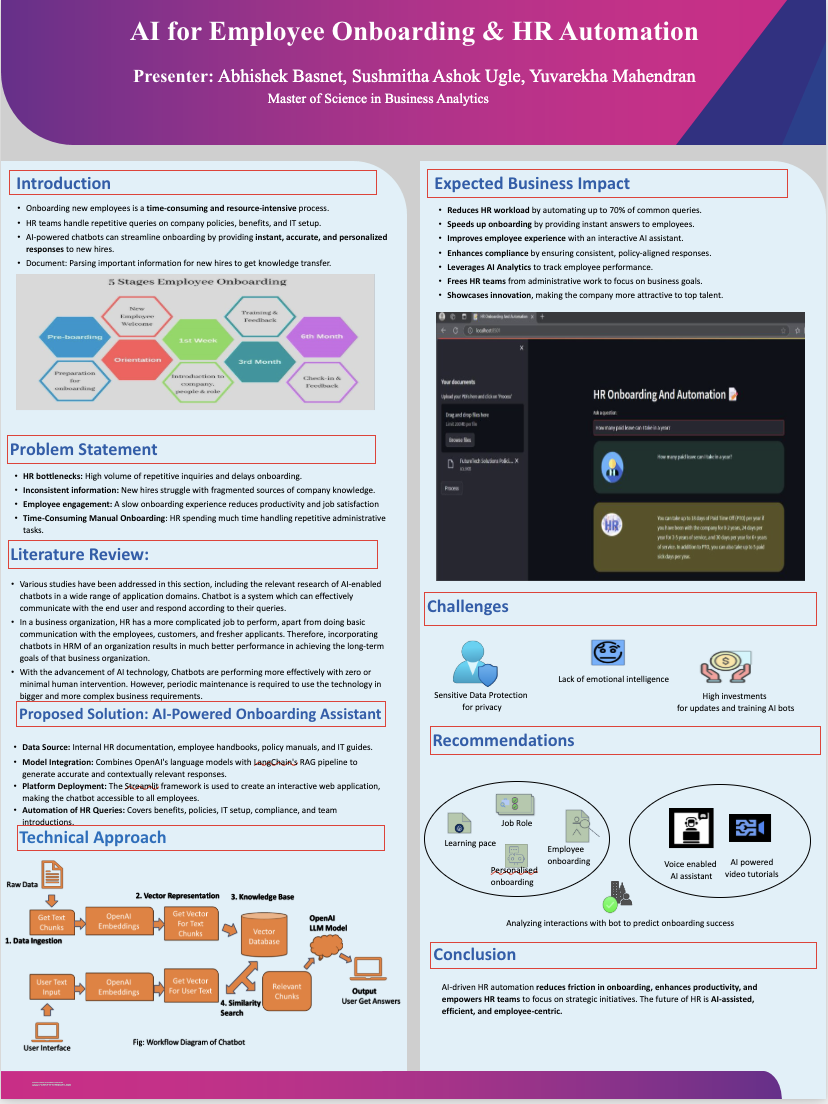 AI for Employee Onboarding & HR Automation
Presenter: Abhishek Basnet, Sushmitha Ashok Ugle, Yuvarekha Mahendran
Master of Science in Business Analytics
Introduction
• Onboarding new employees is a time-consuming and resource-intensive process.
• HR teams handle repetitive queries on company policies, benefits, and IT setup.
• AI-powered chatbots can streamline onboarding by providing instant, accurate, and personalized
responses to new hires.
• Document: Parsing important information for new hires to get knowledge transfer.
5 Stages Employee Onboarding
Pre-boarding
Preparation
for
onboarding
New
Employee
Welcome
Orientation
1st Week
Introduction to
company,
people & role
Training &
Feedback
3rd Month
6th Month
Check-in &
Feedback
Problem Statement
• HR bottlenecks: High volume of repetitive inquiries and delays onboarding.
• Inconsistent information: New hires struggle with fragmented sources of company knowledge.
• Employee engagement: A slow onboarding experience reduces productivity and job satisfaction
• Time-Consuming Manual Onboarding: HR spending much time handling repetitive administrative
tasks.
Literature Review:
• Various studies have been addressed in this section, including the relevant research of AI-enabled
chatbots in a wide range of application domains. Chatbot is a system which can effectively
communicate with the end user and respond according to their queries.
• In a business organization, HR has a more complicated job to perform, apart from doing basic
communication with the employees, customers, and fresher applicants. Therefore, incorporating
chatbots in HRM of an organization results in much better performance in achieving the long-term
goals of that business organization.
• With the advancement of AI technology, Chatbots are performing more effectively with zero or
minimal human intervention. However, periodic maintenance is required to use the technology in
bigger and more complex business requirements.
Proposed Solution: AI-Powered Onboarding Assistant
• Data Source: Internal HR documentation, employee handbooks, policy manuals, and IT guides.
• Model Integration: Combines OpenAI's language models with LangChain's RAG pipeline to
generate accurate and contextually relevant responses.
• Platform Deployment: The Streamlit framework is used to create an interactive web application,
making the chatbot accessible to all employees.
• Automation of HR Queries: Covers benefits, policies, IT setup, compliance, and team
introductions.
Technical Approach
Raw Data
2. Vector Representation
3. Knowledge Base
Get Text
Chunks
OpenAI
Embeddings
Get Vector
For Text
Chunks
Vector
Database
OpenAI
LLM Model
1. Data Ingestion
User Text
Input
OpenAI
Embeddings
Get Vector
For User Text
4. Similarity
Search
Relevant
Chunks
Output
User Get Answers
User Interface
Fig: Workflow Diagram of Chatbot
Expected Business Impact
• Reduces HR workload by automating up to 70% of common queries.
• Speeds up onboarding by providing instant answers to employees.
• Improves employee experience with an interactive AI assistant.
• Enhances compliance by ensuring consistent, policy-aligned responses.
• Leverages AI Analytics to track employee performance.
• Frees HR teams from administrative work to focus on business goals.
• Showcases innovation, making the company more attractive to top talent.
HR Onboarding And Automation
localhost
Your documents
Upload your PDFs here and click on 'Process'
Drag and drop files here
Browse files
FutureTech Solutions Polici...
Process
HR Onboarding And Automation
Ask a question
How many paid leave can I take in a year?
How many paid leave can I take in a year?
HR
You can take up to 18 days of Paid Time Off (PTO) per year if
you have been with the company for 0-2 years, 24 days per
year for 2-5 years of service, and 30 days per year for 6+ years
of service. In addition to PTO, you can also take up to 5 paid
sick days per year.
Challenges
Sensitive Data Protection
for privacy
Lack of emotional intelligence
High investments
for updates and training AI bots
Recommendations
Learning pace
Job Role
Employee
onboarding
Personalised
onboarding
Voice enabled
AI assistant
AI powered
video tutorials
Analyzing interactions with bot to predict onboarding success
Conclusion
AI-driven HR automation reduces friction in onboarding, enhances productivity, and
empowers HR teams to focus on strategic initiatives. The future of HR is AI-assisted,
efficient, and employee-centric.